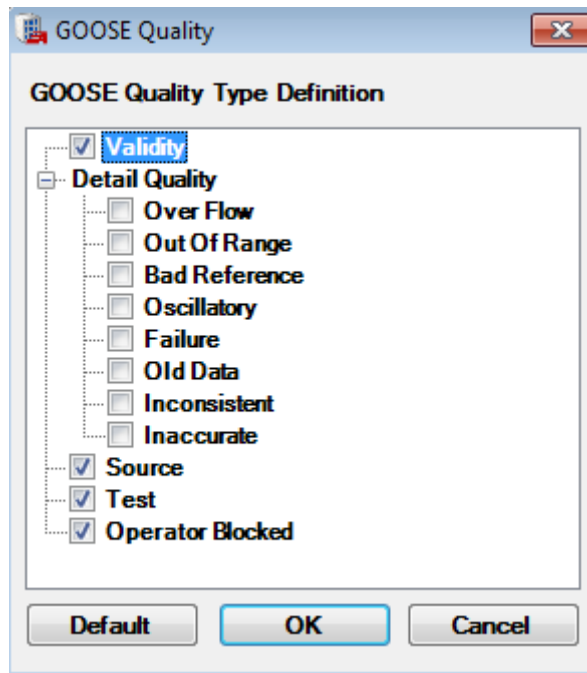 GOOSE Quality
GOOSE Quality Type Definition
Validity
Detail Quality
Over Flow
Out Of Range
Bad Reference
Oscillatory
Failure
Old Data
Inconsistent
Inaccurate
Source
Test
Operator Blocked
Default OK Cancel